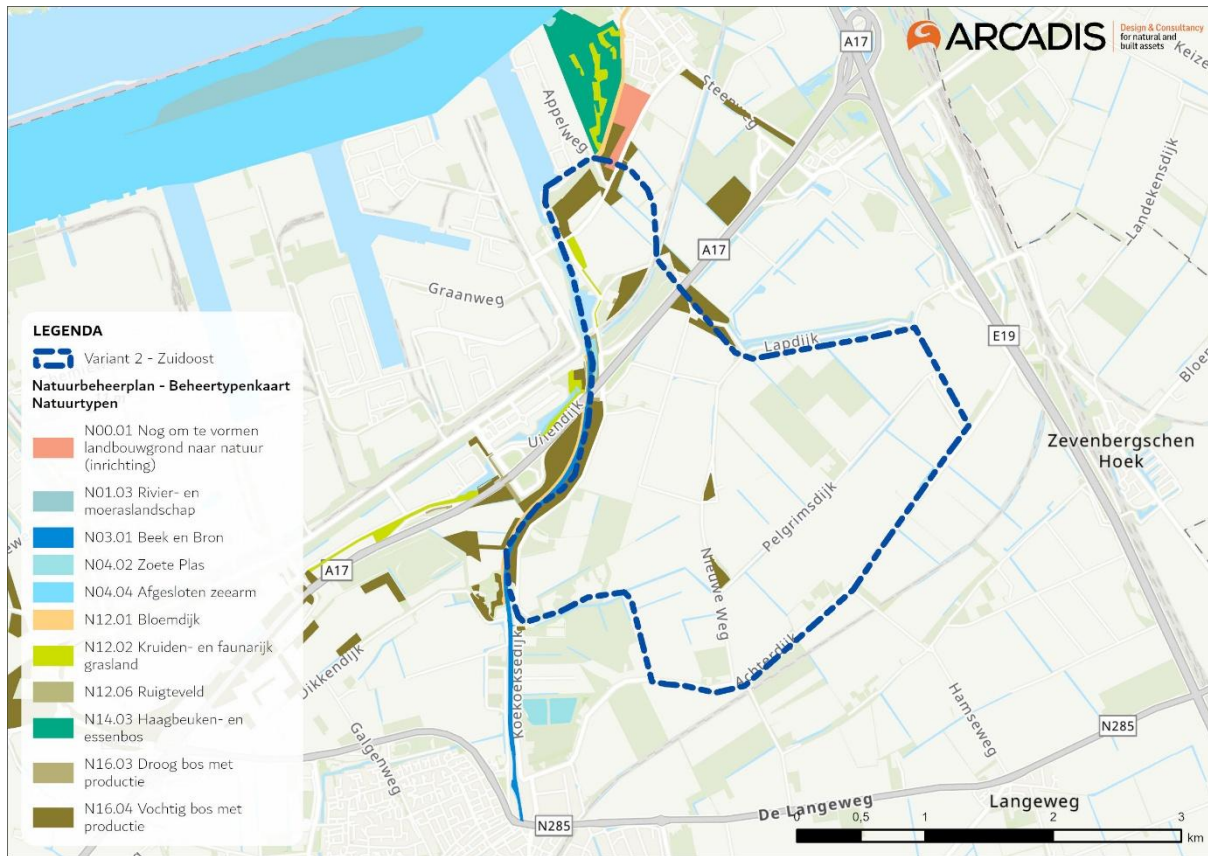 ARCADIS
Design & Consultancy
for natural and
built assets
A17
Keize
Steenweg
Appelweg
Landekensdijk
A17
Graanweg
Lapdijk
E19
Bloem
Uitendijk
Zevenbergschen
Hoek
Pelgrimsdijk
Nieuwe Weg
A17
Achterdijk
Koekoeksedijk
Dikkendijk
Galgenweg
Hamseweg
N285
De Langeweg
Langeweg
N285
LEGENDA
Variant 2 - Zuidoost
Natuurbeheerplan - Beheertypenkaart
Natuurtypen
N00.01 Nog om te vormen
landbouwgrond naar natuur
(inrichting)
N01.03 Rivier- en
moeraslandschap
N03.01 Beek en Bron
N04.02 Zoete Plas
N04.04 Afgesloten zeearm
N12.01 Bloemdijk
N12.02 Kruiden- en faunarijk
grasland
N12.06 Ruigteveld
N14.03 Haagbeuken- en
essenbos
N16.03 Droog bos met
productie
N16.04 Vochtig bos met
productie
0 0,5 1 2 3
km